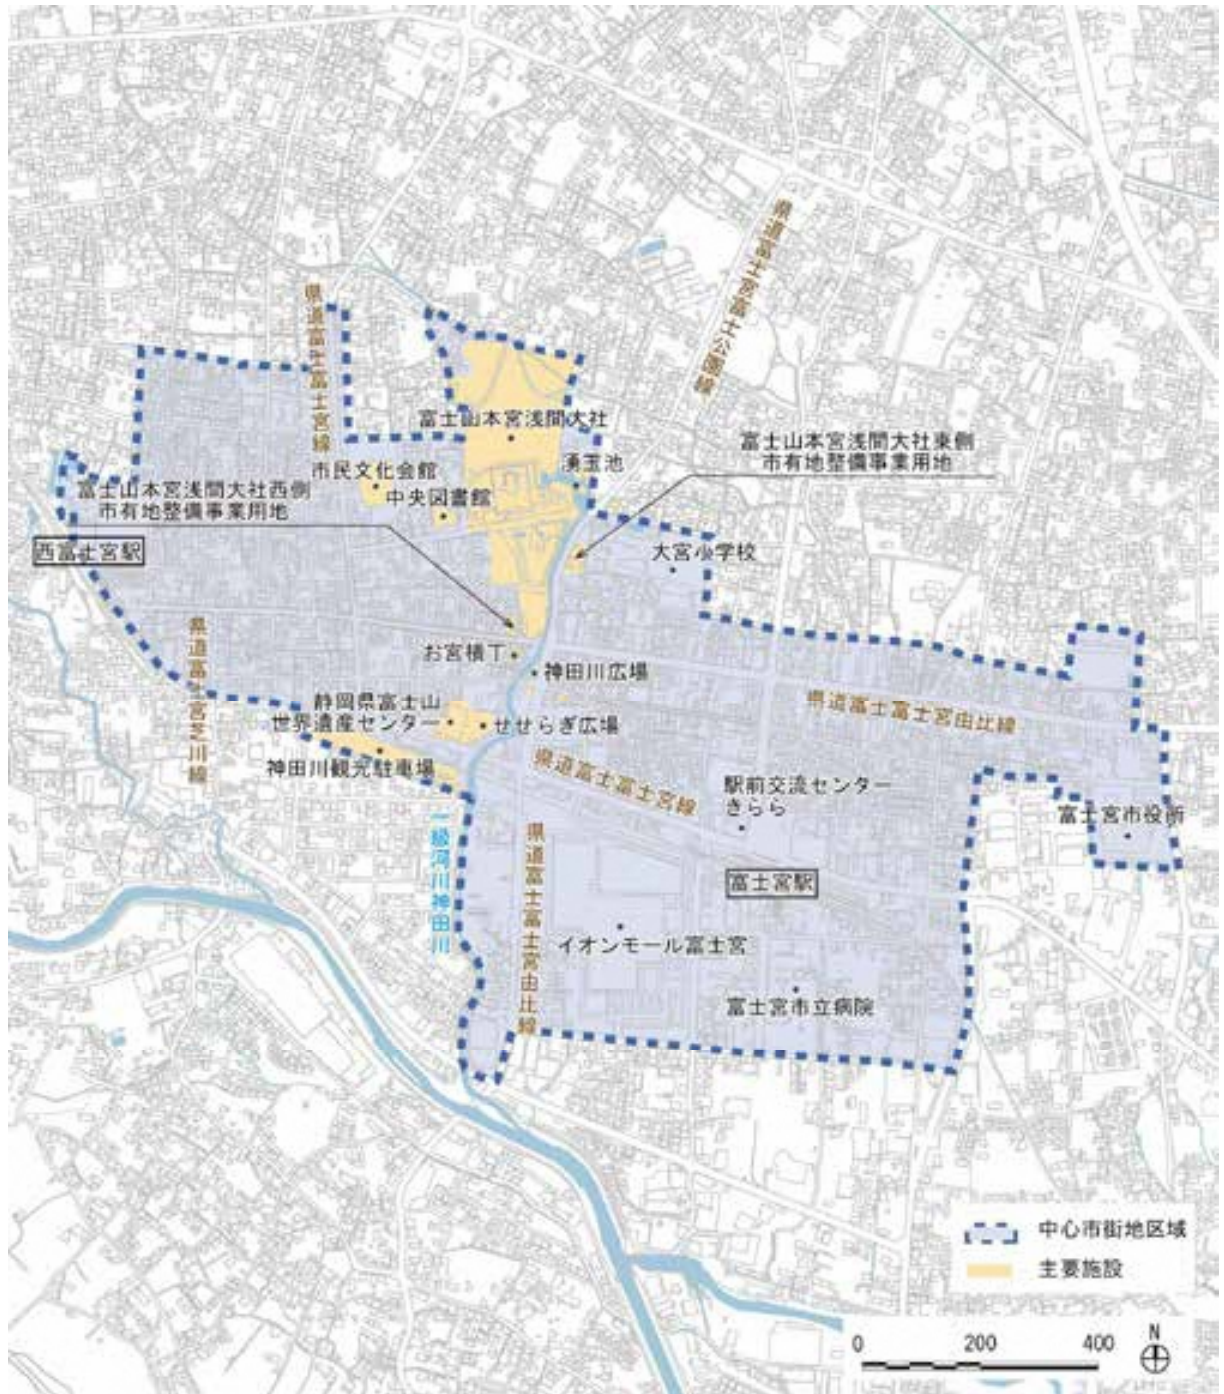 県道富士宮富士公園線
県道富士富士宮線
富士山本宮浅間大社
富士山本宮浅間大社東側
市有地整備事業用地
湧玉池
市民文化会館
富士山本宮浅間大社西側
市有地整備事業用地
中央図書館
西富士宮駅
大宮小学校
県道富士宮芝川線
お宮横丁
神田川広場
静岡県富士山
世界遺産センター
せせらぎ広場
県道富士富士宮由比線
神田川観光駐車場
県道富士富士宮線
駅前交流センター
きらら
富士宮市役所
一級河川神田川
県道富士富士宮由比線
富士宮駅
イオンモール富士宮
富士宮市立病院
中心市街地区域
主要施設
0 200 400
N